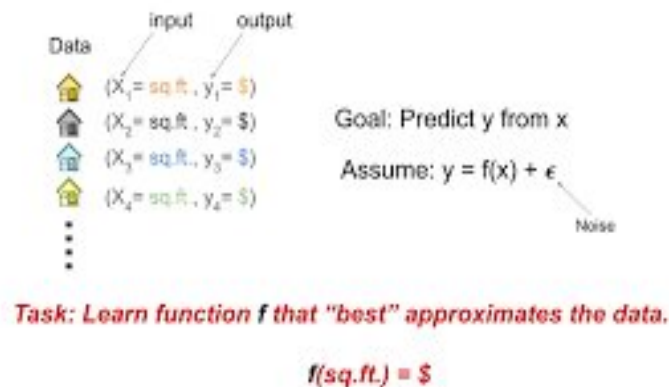 input output
Data
(X₁= sq.ft , y₁= $)
(X₂= sq.ft , y₂= $)
(X₃= sq.ft. , y₃= $)
(X₄= sq.ft , y₄= $)
Goal: Predict y from x
Assume: y = f(x) + ϵ
Noise
Task: Learn function f that “best” approximates the data.
f(sq.ft.) = $